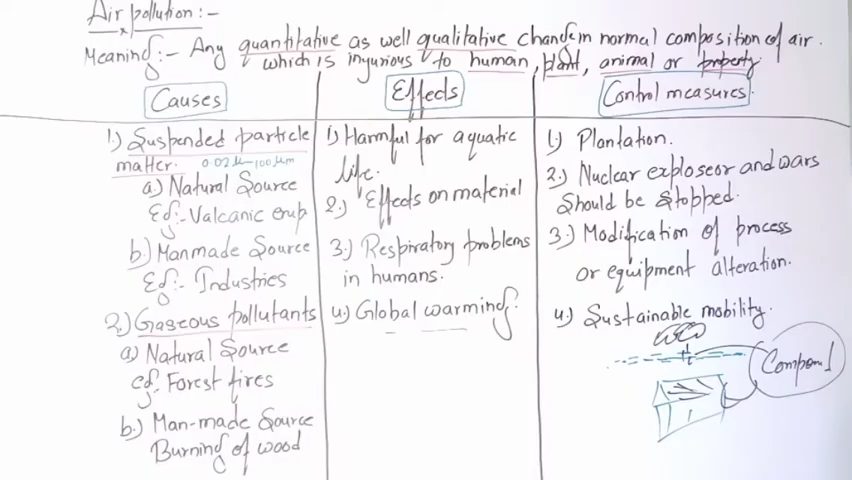 Air pollution:-
Meaning:- Any quantitative as well qualitative change in normal composition of air.
which is injurious to human, plant, animal or property.
Causes
1.) Suspended particle
matter. 0.02µ-100µm
a) Natural Source
Eg:- Valcanic erup
b.) Manmade Source
Eg:- Industries
2.) Gaseous pollutants
a) Natural Source
eg:- Forest fires
b.) Man-made Source
Burning of wood
Effects
1) Harmful for aquatic
life.
2.) Effects on material
3.) Respiratory problems
in humans.
4.) Global warming.
Control measures.
1.) Plantation.
2.) Nuclear exploseor and wars
Should be stopped.
3.) Modification of process
or equipment alteration.
4.) Sustainable mobility.